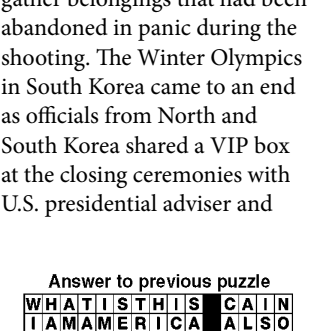 gather belongings that had been
abandoned in panic during the
shooting. The Winter Olympics
in South Korea came to an end
as officials from North and
South Korea shared a VIP box
at the closing ceremonies with
U.S. presidential adviser and
Answer to previous puzzle
WHATISTHIS CAIN
IAMAMERICA ALSO